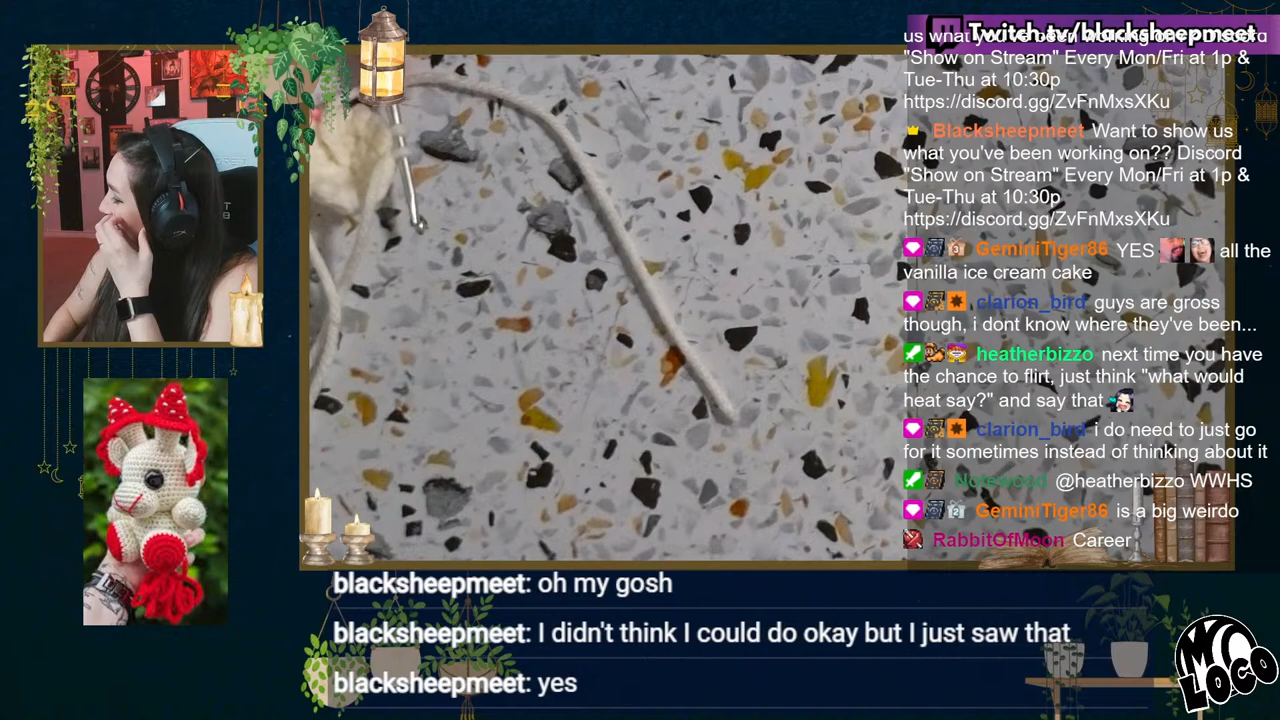 Twitch.tv/blacksheepmeet
"Show on Stream" Every Mon/Fri at 1p &
Tue-Thu at 10:30p
https://discord.gg/ZvFnMxsXKu
Blacksheepmeet Want to show us
what you've been working on?? Discord
"Show on Stream" Every Mon/Fri at 1p &
Tue-Thu at 10:30p
https://discord.gg/ZvFnMxsXKu
GeminiTiger86 YES all the
vanilla ice cream cake
clarion_bird guys are gross
though, i dont know where they've been...
heatherbizzo next time you have
the chance to flirt, just think "what would
heat say?" and say that
clarion_bird i do need to just go
for it sometimes instead of thinking about it
Notewood @heatherbizzo WWHS
GeminiTiger86 is a big weirdo
RabbitOfMoon Career
blacksheepmeet: oh my gosh
blacksheepmeet: I didn't think I could do okay but I just saw that
blacksheepmeet: yes
MC
LOCO